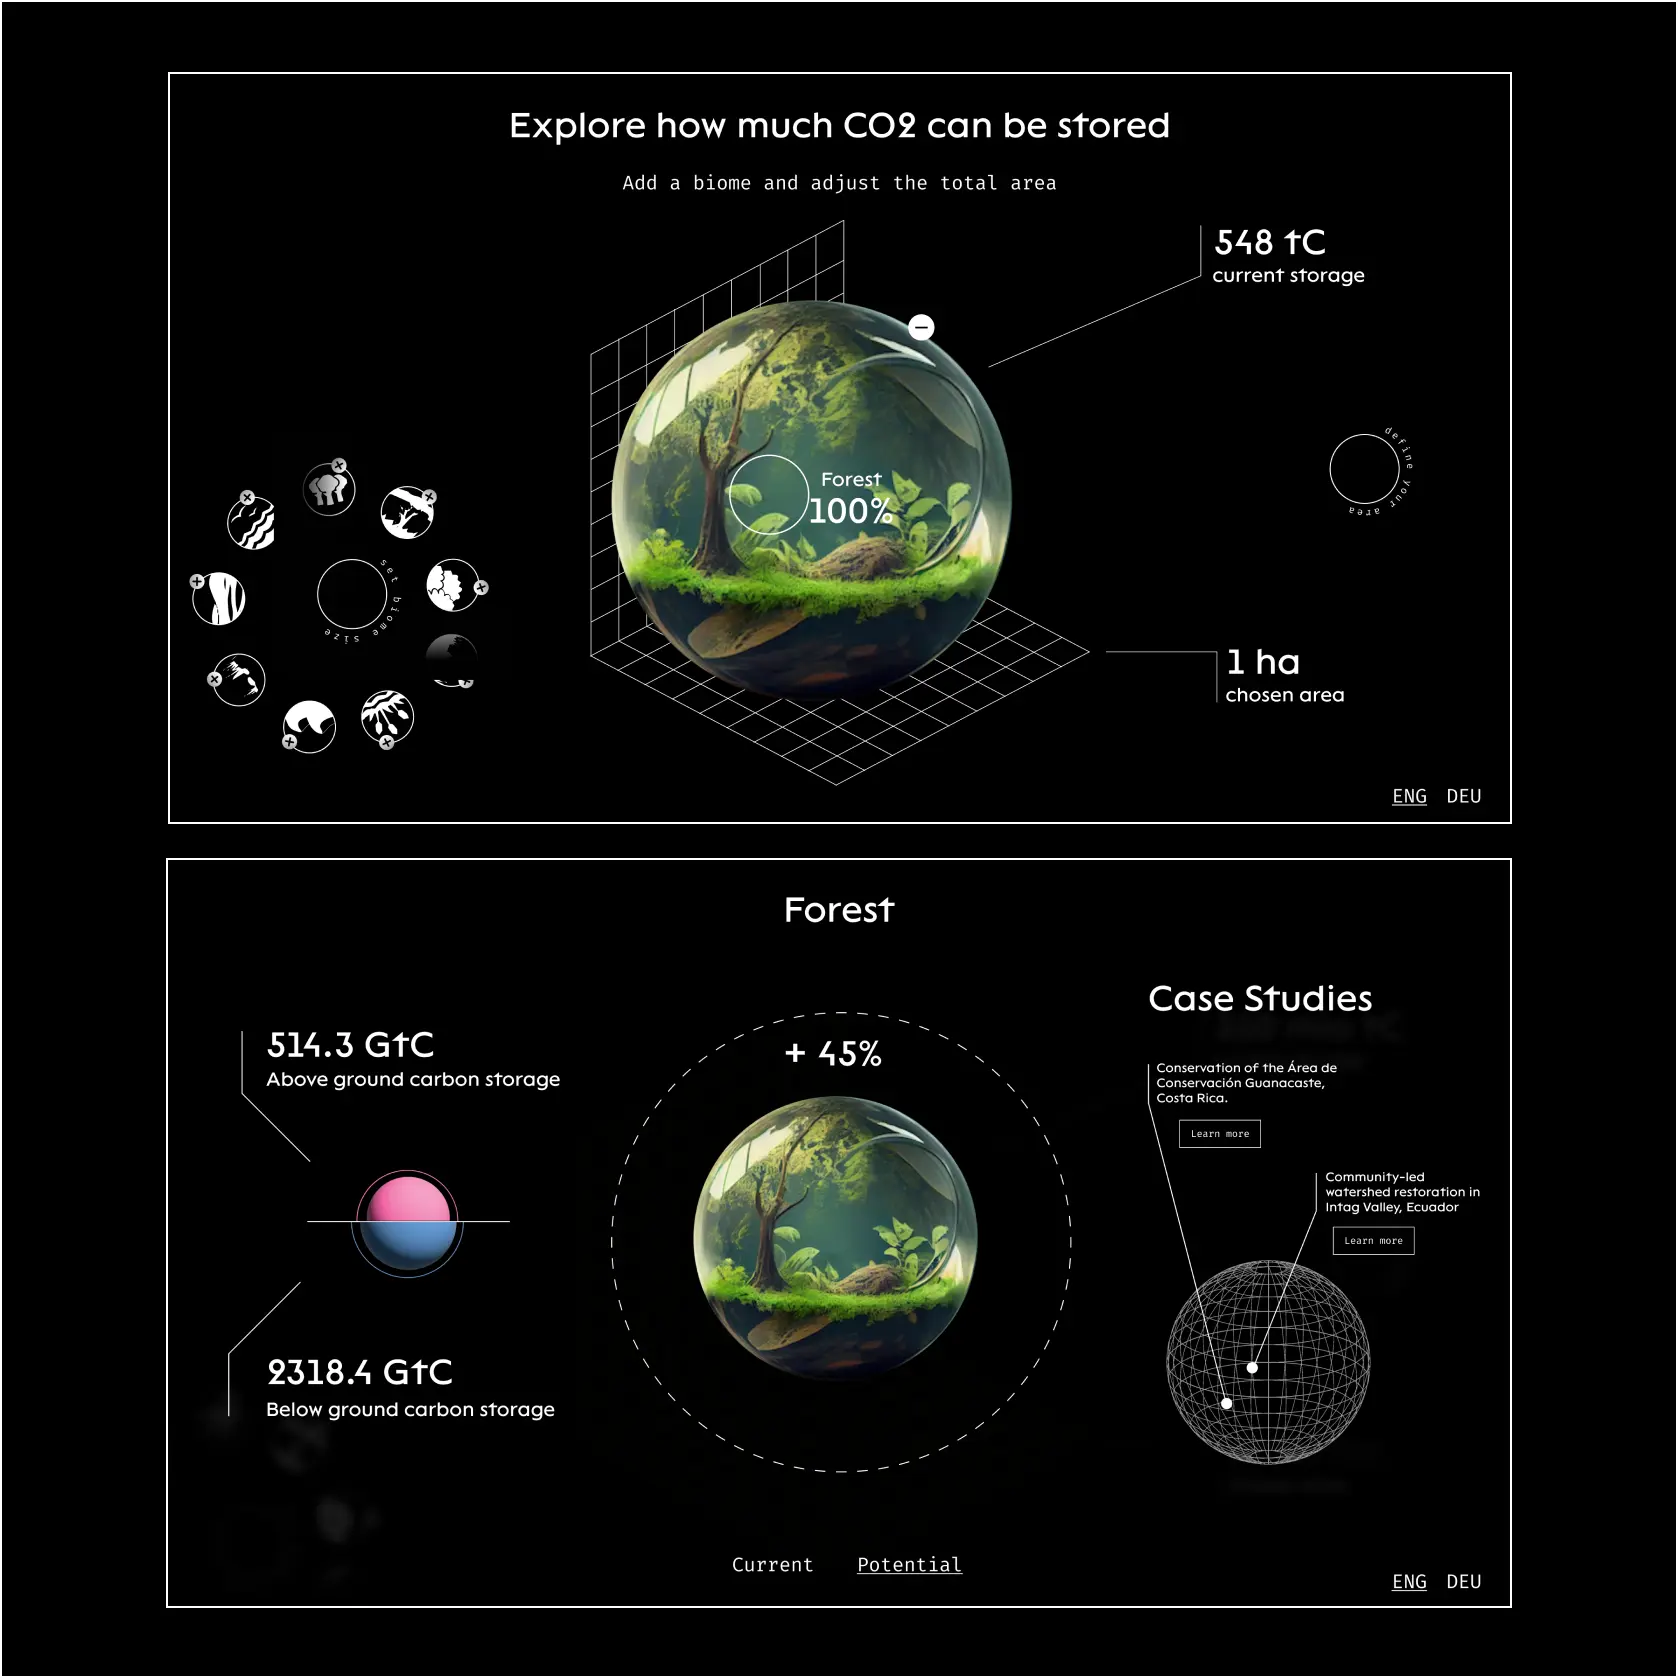 Explore how much CO2 can be stored
Add a biome and adjust the total area
548 tC
current storage
define your area
Forest
100%
set biome size
1 ha
chosen area
ENG DEU
Forest
Case Studies
514.3 GtC
Above ground carbon storage
+ 45%
Conservation of the Área de
Conservación Guanacaste,
Costa Rica.
Learn more
Community-led
watershed restoration in
Intag Valley, Ecuador
Learn more
2318.4 GtC
Below ground carbon storage
Current Potential
ENG DEU